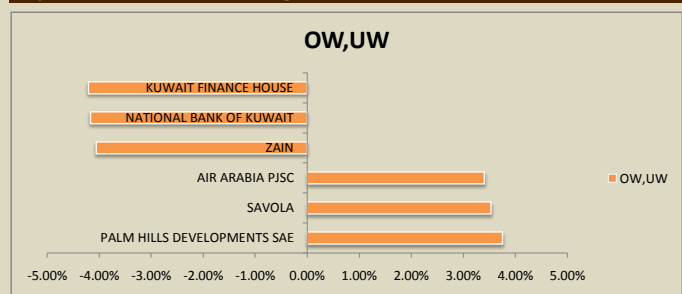 OW,UW
KUWAIT FINANCE HOUSE
NATIONAL BANK OF KUWAIT
ZAIN
AIR ARABIA PJSC
OW,UW
SAVOLA
PALM HILLS DEVELOPMENTS SAE
-5.00% -4.00% -3.00% -2.00% -1.00% 0.00% 1.00% 2.00% 3.00% 4.00% 5.00%